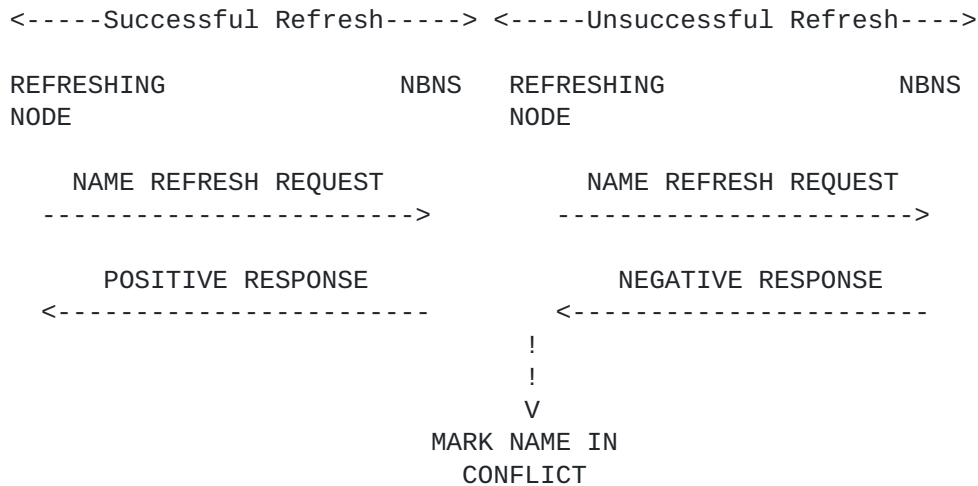 <-----Successful Refresh-----> <-----Unsuccessful Refresh---->
REFRESHING NBNS REFRESHING NBNS
NODE NODE
NAME REFRESH REQUEST NAME REFRESH REQUEST
------------------------> ----------------------->
POSITIVE RESPONSE NEGATIVE RESPONSE
<------------------------ <-----------------------
!
!
V
MARK NAME IN
CONFLICT